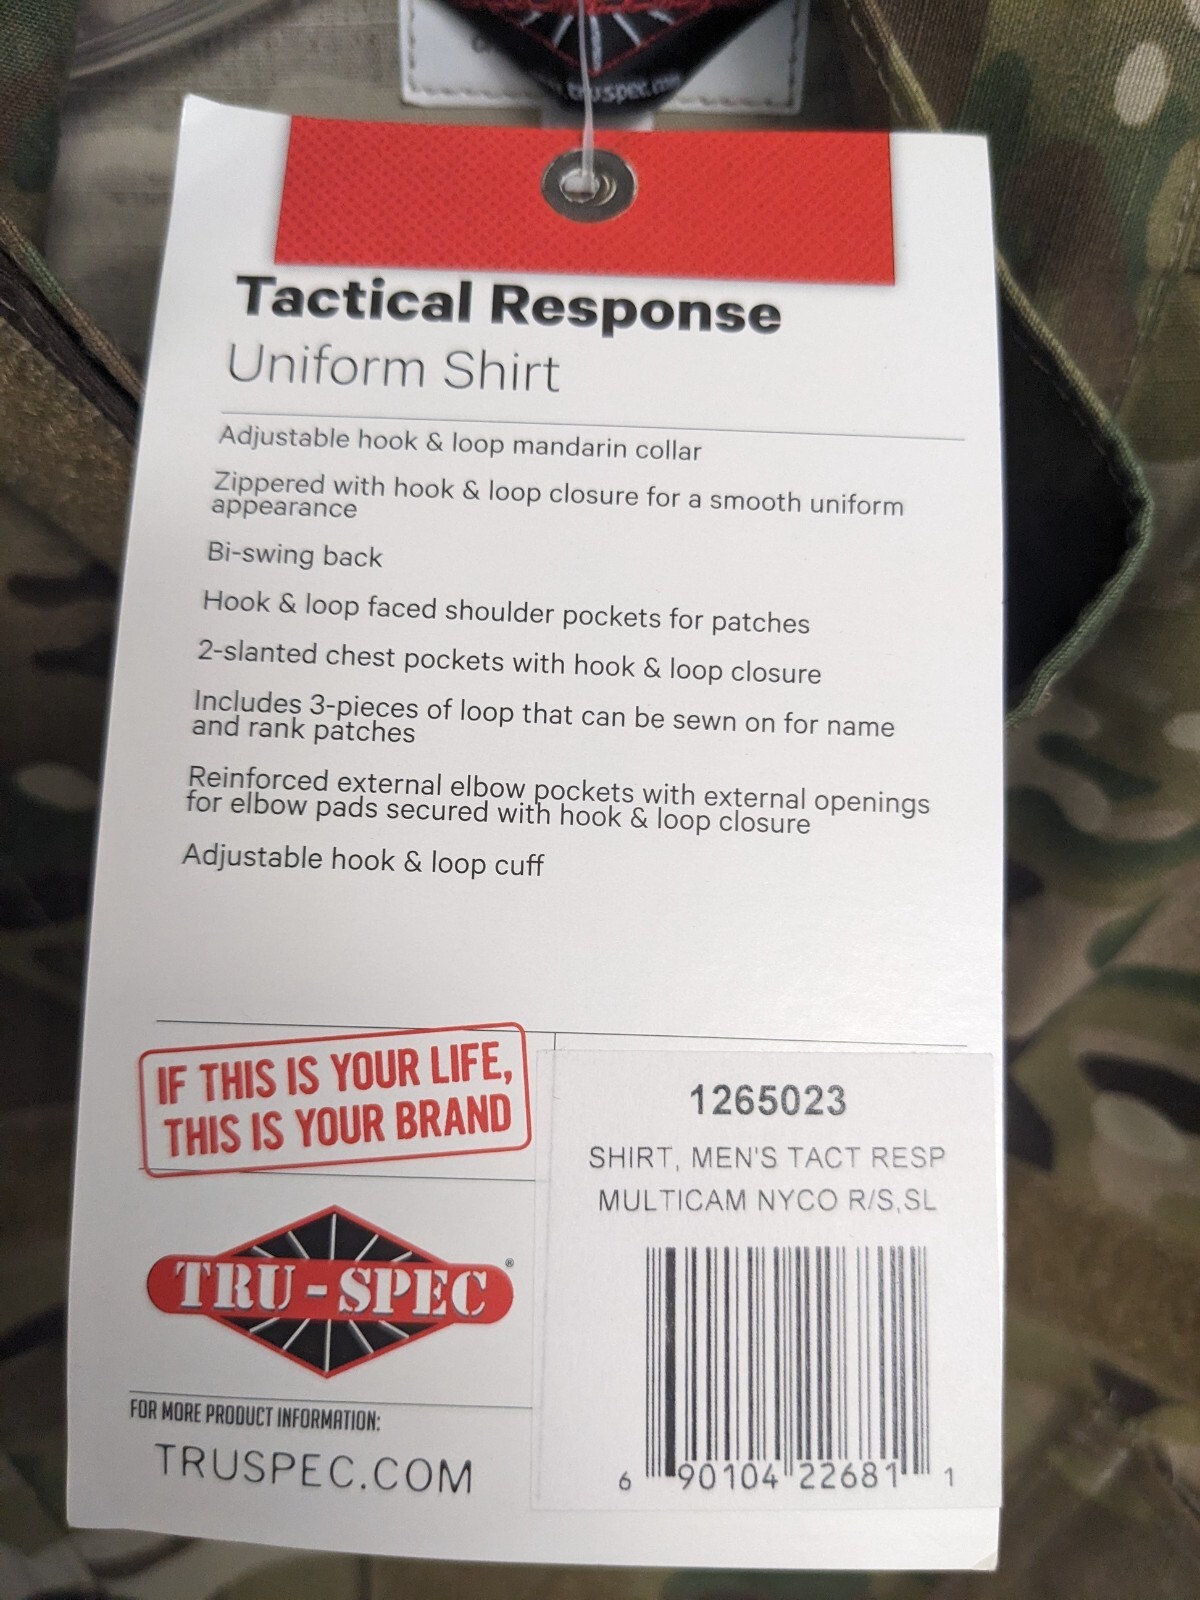 truspec.com
Tactical Response
Uniform Shirt
Adjustable hook & loop mandarin collar
Zippered with hook & loop closure for a smooth uniform
appearance
Bi-swing back
Hook & loop faced shoulder pockets for patches
2-slanted chest pockets with hook & loop closure
Includes 3-pieces of loop that can be sewn on for name
and rank patches
Reinforced external elbow pockets with external openings
for elbow pads secured with hook & loop closure
Adjustable hook & loop cuff
IF THIS IS YOUR LIFE,
THIS IS YOUR BRAND
TRU-SPEC®
FOR MORE PRODUCT INFORMATION:
TRUSPEC.COM
1265023
SHIRT, MEN'S TACT RESP
MULTICAM NYCO R/S,SL
6 90104 22681 1